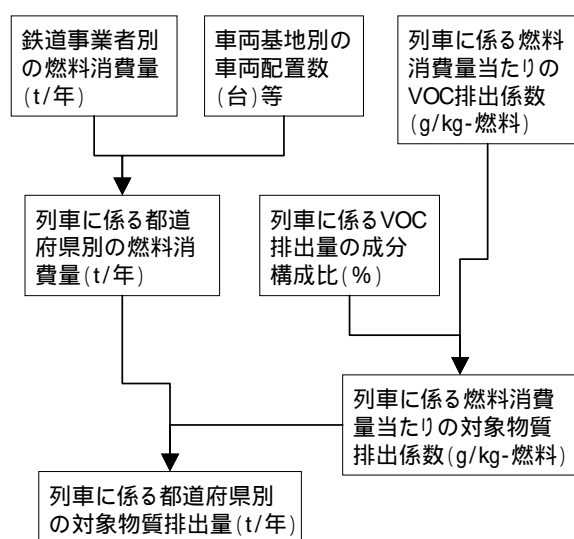 鉄道事業者別
の燃料消費量
(t/年)
車両基地別の
車両配置数
(台)等
列車に係る燃料
消費量当たりの
VOC排出係数
(g/kg-燃料)
列車に係る都道
府県別の燃料消
費量(t/年)
列車に係るVOC
排出量の成分
構成比(%)
列車に係る燃料消費
量当たりの対象物質
排出係数(g/kg-燃料)
列車に係る都道府県別
の対象物質排出量(t/年)